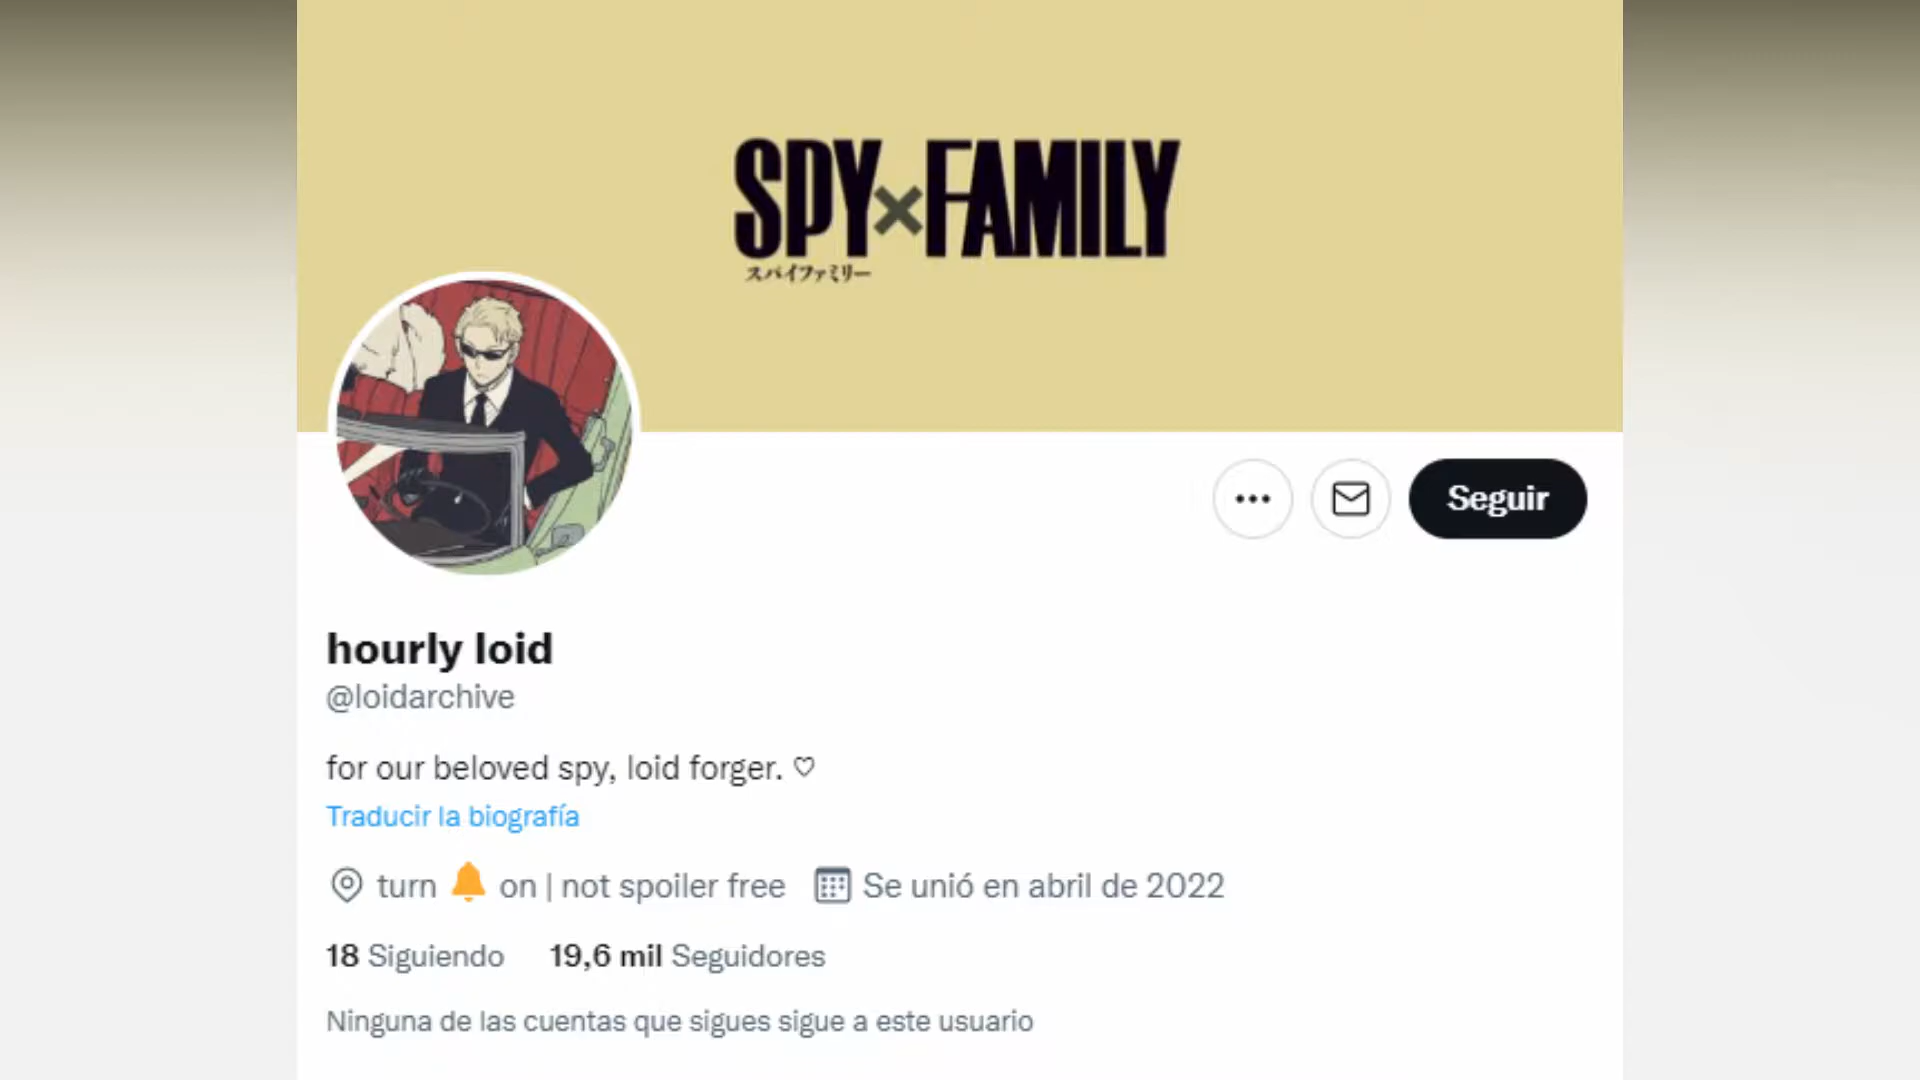 SPY×FAMILY
スパイファミリー
Seguir
hourly loid
@loidarchive
for our beloved spy, loid forger. ♡
Traducir la biografía
turn 🔔 on | not spoiler free Se unió en abril de 2022
18 Siguiendo 19,6 mil Seguidores
Ninguna de las cuentas que sigues sigue a este usuario